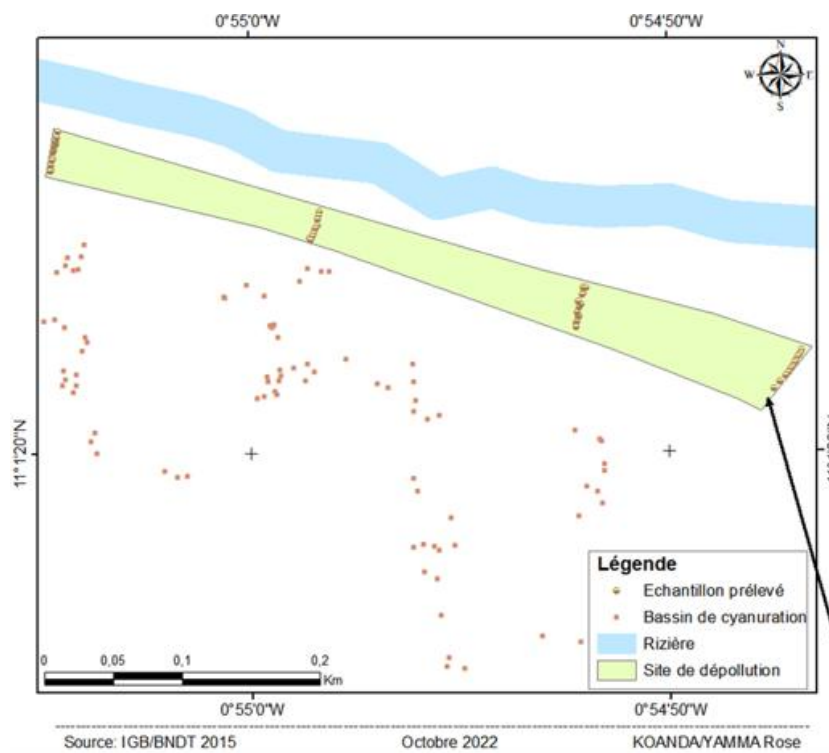 0°55'0"W 0°54'50"W
N
W E
S
11°1'20"N
Légende
Echantillon prélevé
Bassin de cyanuration
Rizière
Site de dépollution
0 0,05 0,1 0,2
Km
0°55'0"W 0°54'50"W
Source: IGB/BNDT 2015 Octobre 2022 KOANDA/YAMMA Rose